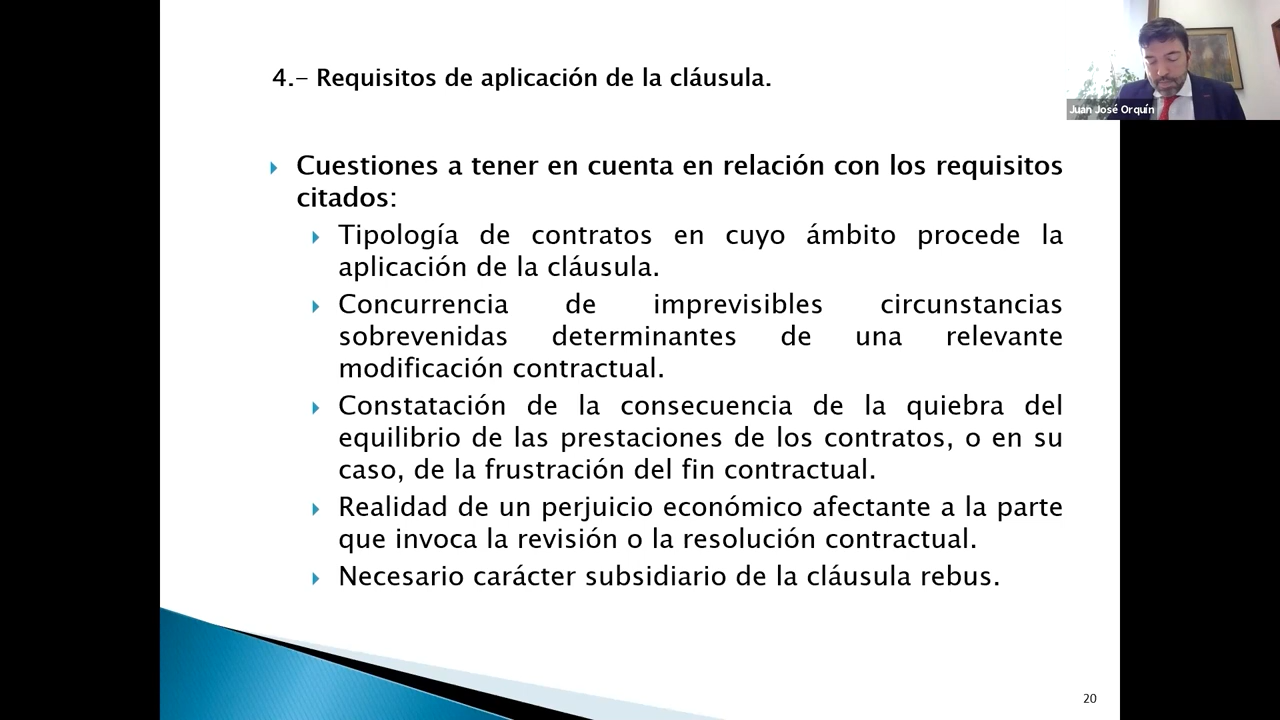 4.– Requisitos de aplicación de la cláusula.
Juan José Orquín
Cuestiones a tener en cuenta en relación con los requisitos
citados:
Tipología de contratos en cuyo ámbito procede la
aplicación de la cláusula.
Concurrencia de imprevisibles circunstancias
sobrevenidas determinantes de una relevante
modificación contractual.
Constatación de la consecuencia de la quiebra del
equilibrio de las prestaciones de los contratos, o en su
caso, de la frustración del fin contractual.
Realidad de un perjuicio económico afectante a la parte
que invoca la revisión o la resolución contractual.
Necesario carácter subsidiario de la cláusula rebus.
20